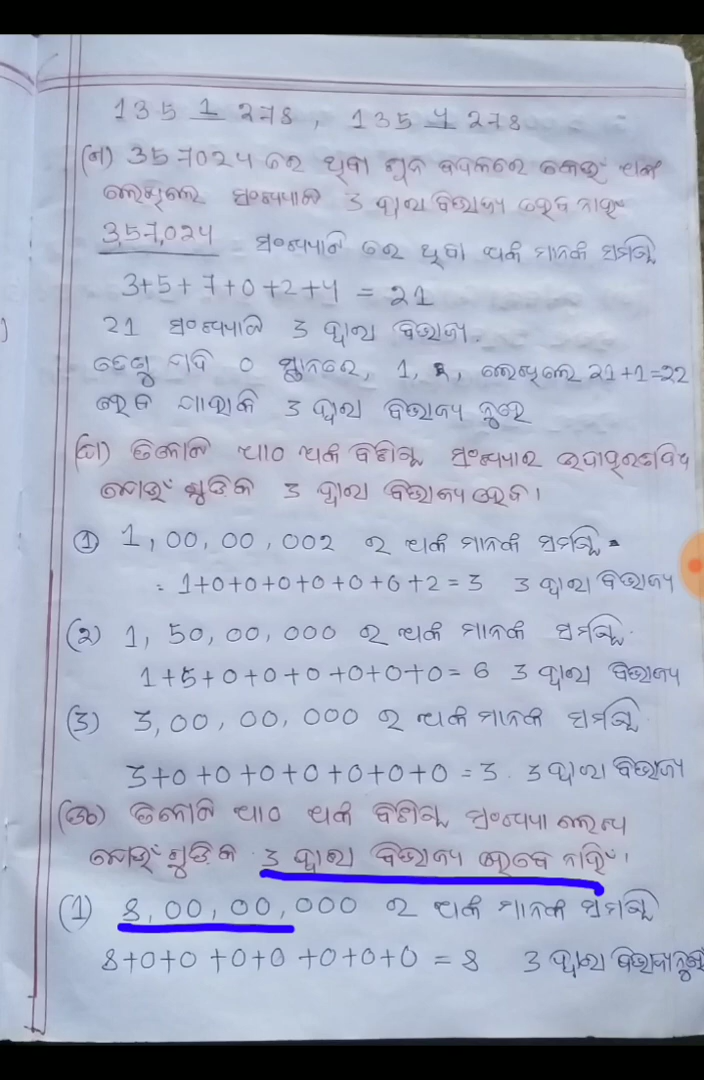 135 1 278, 135 4 278
(ନ) 357024 ରେ ଥିବା ଶୂନ ବଦଳରେ କେଉଁ ଅଙ୍କ
ଲେଖିଲେ ସଂଖ୍ୟାଟି 3 ଦ୍ୱାରା ବିଭାଜ୍ୟ ହେବ ନାହିଁ
3,57,024 ସଂଖ୍ୟାଟି ରେ ଥିବା ଅଙ୍କ ମାନଙ୍କ ସମଷ୍ଟି
3+5+7+0+2+4 = 21
21 ସଂଖ୍ୟାଟି 3 ଦ୍ୱାରା ବିଭାଜ୍ୟ.
ତେଣୁ ଯଦି 0 ସ୍ଥାନରେ, 1, 2, ଲେଖିଲେ 21+1=22
ହେବ ଯାହାକି 3 ଦ୍ୱାରା ବିଭାଜ୍ୟ ନୁହେଁ
ତିନୋଟି ଆଠ ଅଙ୍କ ବିଶିଷ୍ଟ ସଂଖ୍ୟାର ଉଦାହରଣ ଦିଅ
ଯେଉଁ ଗୁଡ଼ିକ 3 ଦ୍ୱାରା ବିଭାଜ୍ୟ ହେବ।
① 1,00,00,002 ର ଅଙ୍କ ମାନଙ୍କ ସମଷ୍ଟି =
= 1+0+0+0+0+0+0+2=3 3 ଦ୍ୱାରା ବିଭାଜ୍ୟ
(2) 1, 50, 00, 000 ର ଅଙ୍କ ମାନଙ୍କ ସମଷ୍ଟି.
1+5+0+0+0+0+0+0= 6 3 ଦ୍ୱାରା ବିଭାଜ୍ୟ
(3) 3, 00, 00, 000 ର ଅଙ୍କ ମାନଙ୍କ ସମଷ୍ଟି
3+0+0+0+0+0+0+0 = 3. 3 ଦ୍ୱାରା ବିଭାଜ୍ୟ
ତିନୋଟି ଆଠ ଅଙ୍କ ବିଶିଷ୍ଟ ସଂଖ୍ୟା ଲେଖ
ଯେଉଁ ଗୁଡ଼ିକ 3 ଦ୍ୱାରା ବିଭାଜ୍ୟ ହେବେ ନାହିଁ।
(1) 8,00,00,000 ର ଅଙ୍କ ମାନଙ୍କ ସମଷ୍ଟି
8+0+0+0+0+0+0+0 = 8 3 ଦ୍ୱାରା ବିଭାଜ୍ୟ ନୁହେଁ